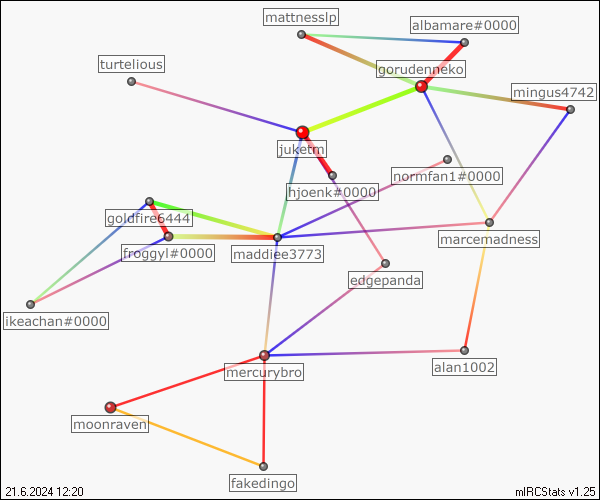 mattnesslp
albamare#0000
turtelious
gorudenneko
mingus4742
juketm
normfan1#0000
hjoenk#0000
goldfire6444
marcemadness
froggyl#0000
maddiee3773
edgepanda
ikeachan#0000
alan1002
mercurybro
moonraven
fakedingo
21.6.2024 12:20
mIRCStats v1.25